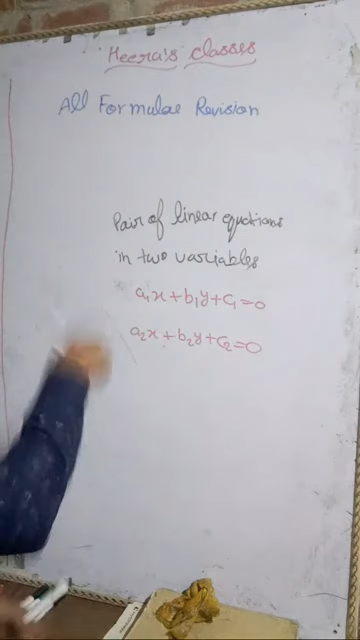 Heera's classes
All Formulae Revision
Pair of linear equations
in two variables
a₁x+b₁y+c₁=0
a₂x+b₂y+c₂=0